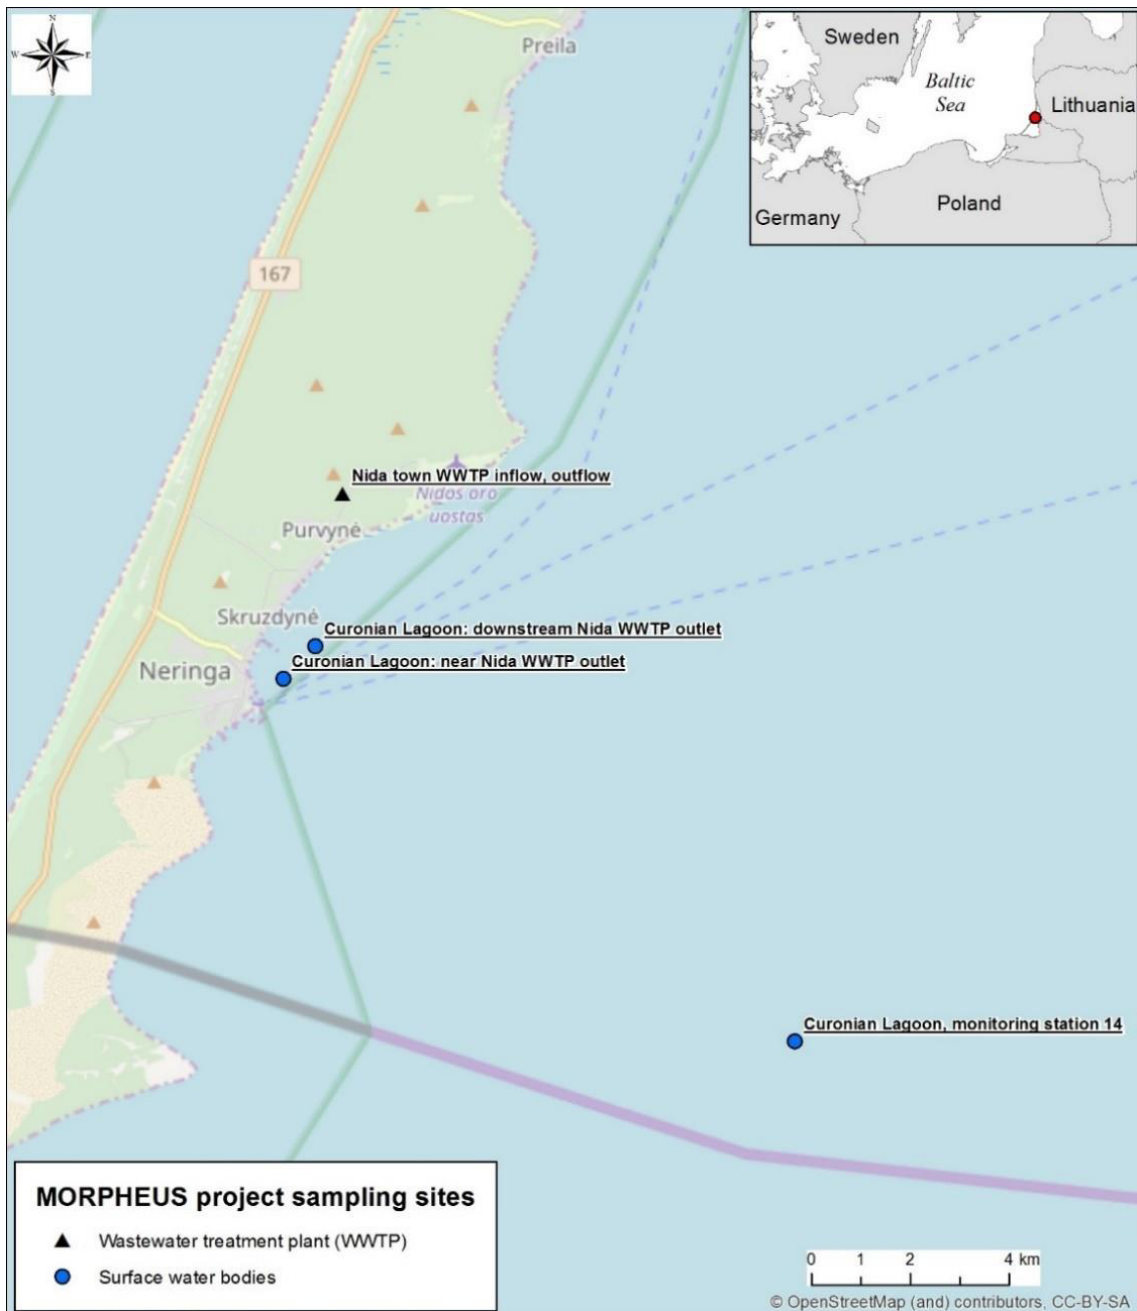 N
W E
S
Preila
Sweden
Baltic
Sea
Lithuania
Poland
Germany
167
Nida town WWTP inflow, outflow
Nidos oro
uostas
Purvynė
Skruzdynė
Curonian Lagoon: downstream Nida WWTP outlet
Curonian Lagoon: near Nida WWTP outlet
Neringa
Curonian Lagoon, monitoring station 14
MORPHEUS project sampling sites
Wastewater treatment plant (WWTP)
Surface water bodies
0 1 2 4 km
© OpenStreetMap (and) contributors, CC-BY-SA